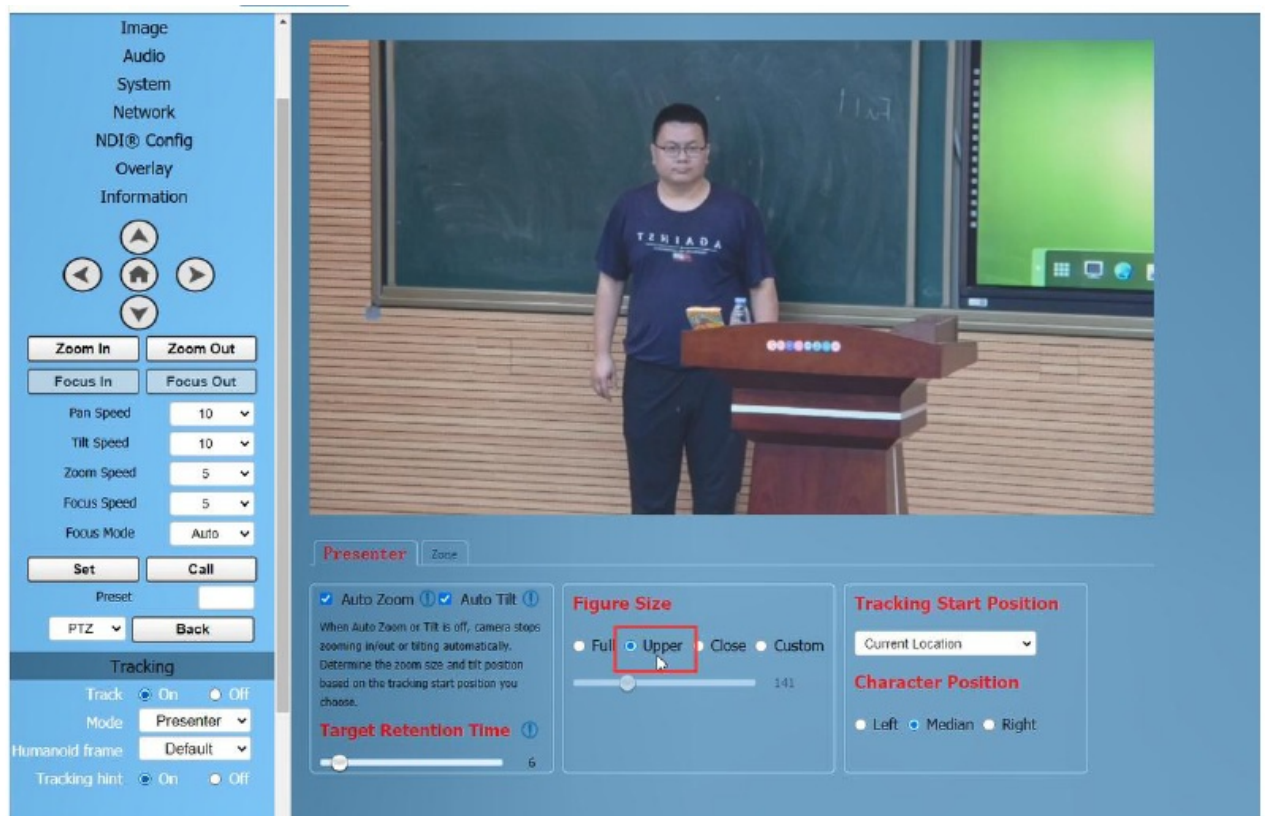 Image
Audio
System
Network
NDI® Config
Overlay
Information
Zoom In Zoom Out
Focus In Focus Out
Pan Speed 10
Tilt Speed 10
Zoom Speed 5
Focus Speed 5
Focus Mode Auto
Set Call
Preset
PTZ Back
Tracking
Track On Off
Mode Presenter
Humanoid frame Default
Tracking hint On Off
AGAINST
Presenter Zone
Auto Zoom Auto Tilt
When Auto Zoom or Tilt is off, camera stops
zooming in/out or tilting automatically.
Determine the zoom size and tilt position
based on the tracking start position you
choose.
Target Retention Time
6
Figure Size
Full Upper Close Custom
141
Tracking Start Position
Current Location
Character Position
Left Median Right